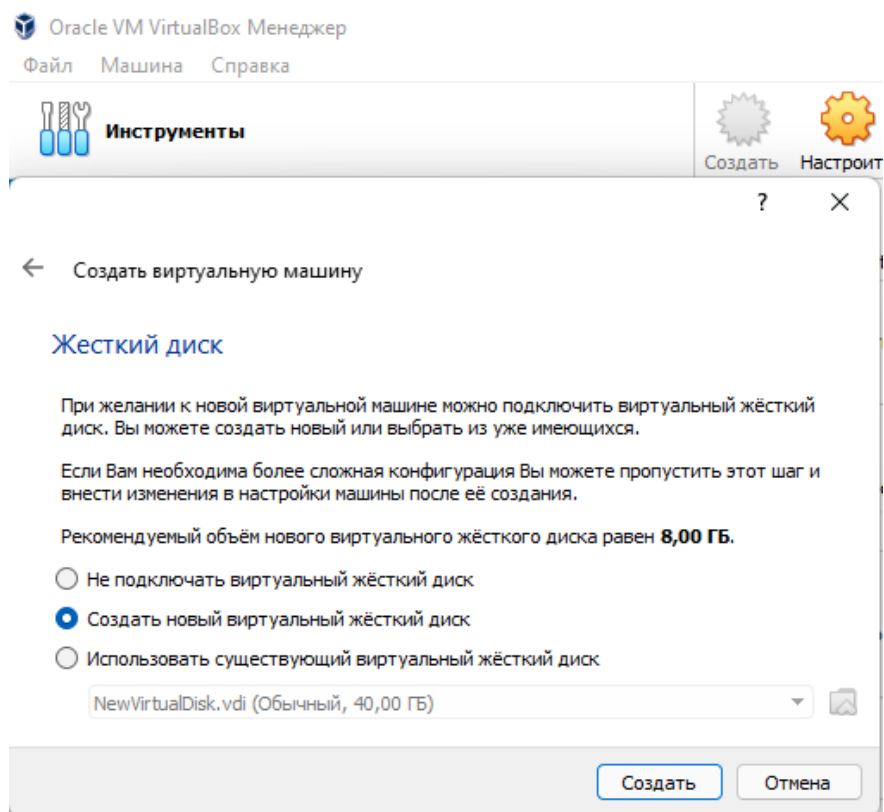 Oracle VM VirtualBox Менеджер
Файл Машина Справка
Инструменты
Создать Настроит
?
Создать виртуальную машину
Жесткий диск
При желании к новой виртуальной машине можно подключить виртуальный жёсткий
диск. Вы можете создать новый или выбрать из уже имеющихся.
Если Вам необходима более сложная конфигурация Вы можете пропустить этот шаг и
внести изменения в настройки машины после её создания.
Рекомендуемый объём нового виртуального жёсткого диска равен 8,00 ГБ.
Не подключать виртуальный жёсткий диск
Создать новый виртуальный жёсткий диск
Использовать существующий виртуальный жёсткий диск
NewVirtualDisk.vdi (Обычный, 40,00 ГБ)
Создать Отмена